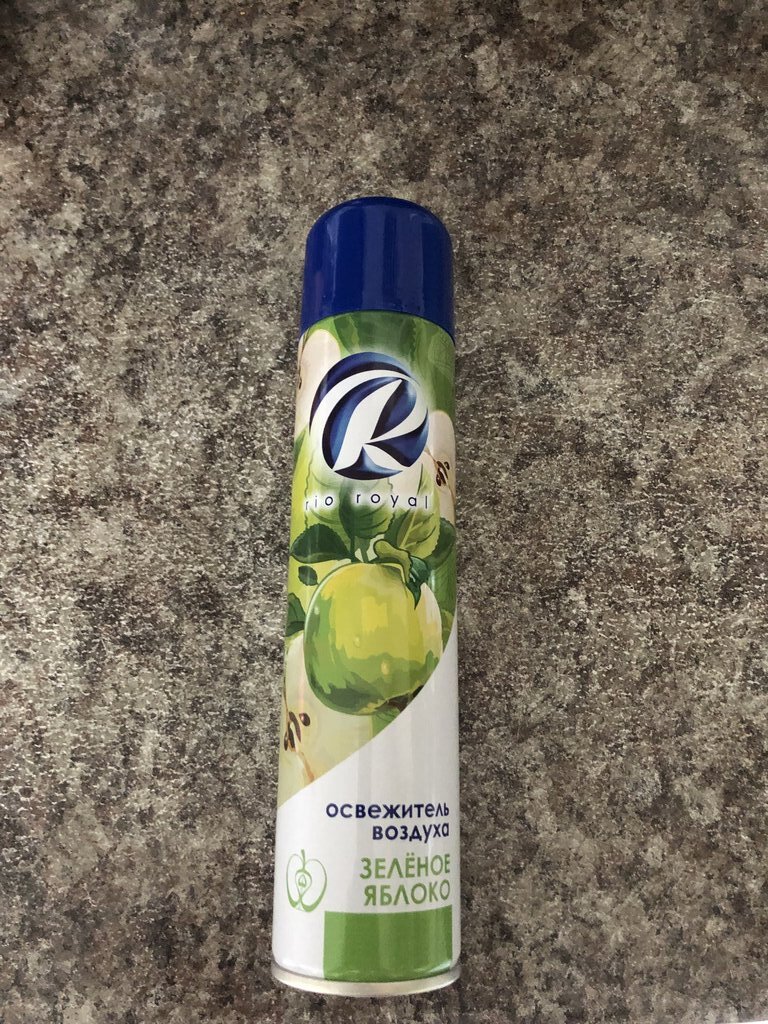 R
rio royal
освежитель
воздуха
ЗЕЛЁНОЕ
ЯБЛОКО